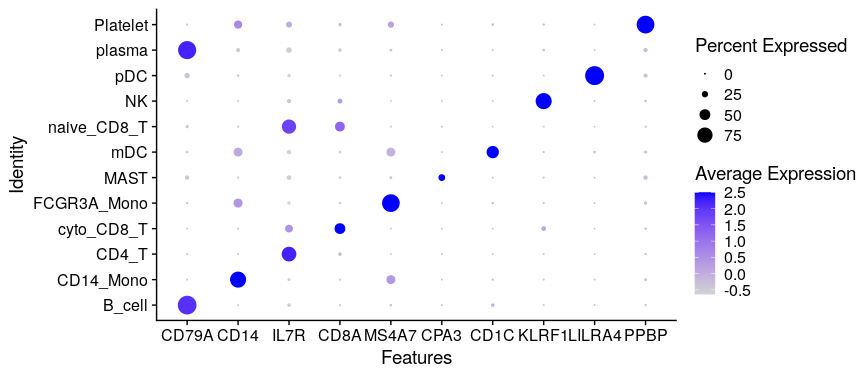 Platelet
plasma
pDC
NK
naive_CD8_T
mDC
MAST
FCGR3A_Mono
cyto_CD8_T
CD4_T
CD14_Mono
B_cell
Identity
CD79A CD14 IL7R CD8A MS4A7 CPA3 CD1C KLRF1 LILRA4 PPBP
Features
Percent Expressed
0
25
50
75
Average Expression
2.5
2.0
1.5
1.0
0.5
0.0
-0.5